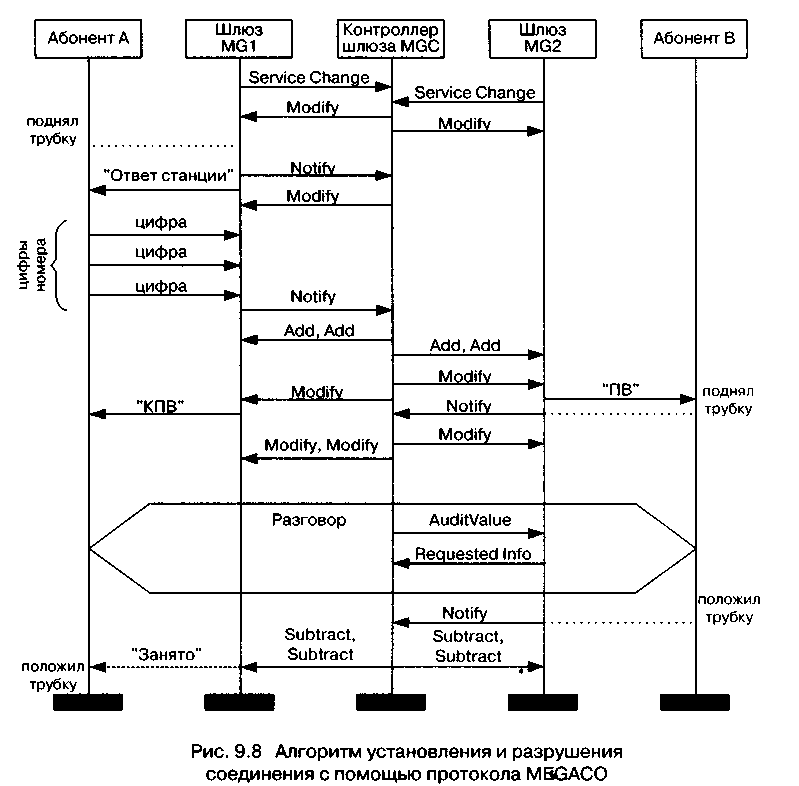 Абонент А
Шлюз
MG1
Контроллер
шлюза MGC
Шлюз
MG2
Абонент В
Service Change
Service Change
Modify
Modify
поднял
трубку
Notify
"Ответ станции"
Modify
цифры
номера
цифра
цифра
цифра
Notify
Add, Add
Add, Add
Modify
Modify
"ПВ"
"КПВ"
Notify
поднял
трубку
Modify
Modify, Modify
Разговор
AuditValue
Requested Info
Notify
положил
трубку
Subtract,
Subtract
Subtract,
Subtract
"Занято"
положил
трубку
Рис. 9.8 Алгоритм установления и разрушения
соединения с помощью протокола MEGACO